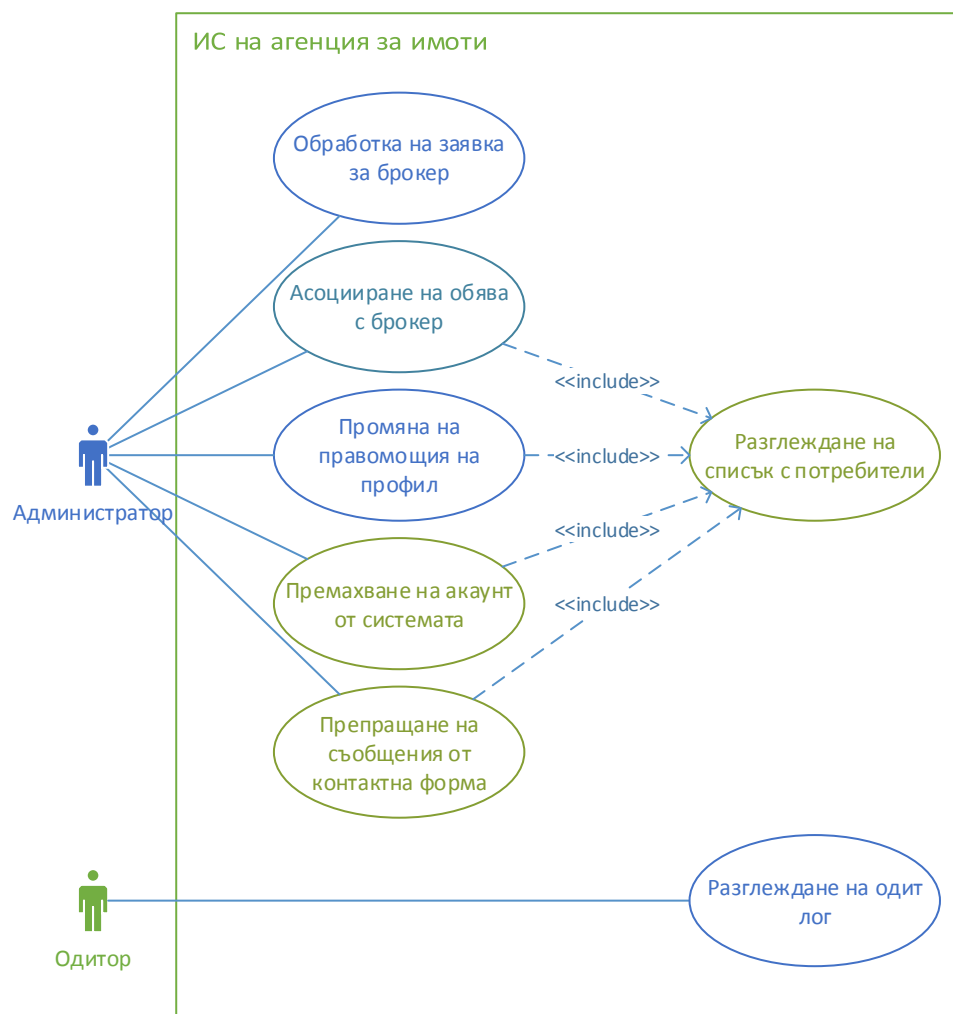 ИС на агенция за имоти
Обработка на заявка
за брокер
Асоцииране на обява
с брокер
<<include>>
Промяна на
правомощия на
профил
<<include>>
Разглеждане на
списък с потребители
Администратор
<<include>>
Премахване на акаунт
от системата
<<include>>
Препращане на
съобщения от
контактна форма
Разглеждане на одит
лог
Одитор